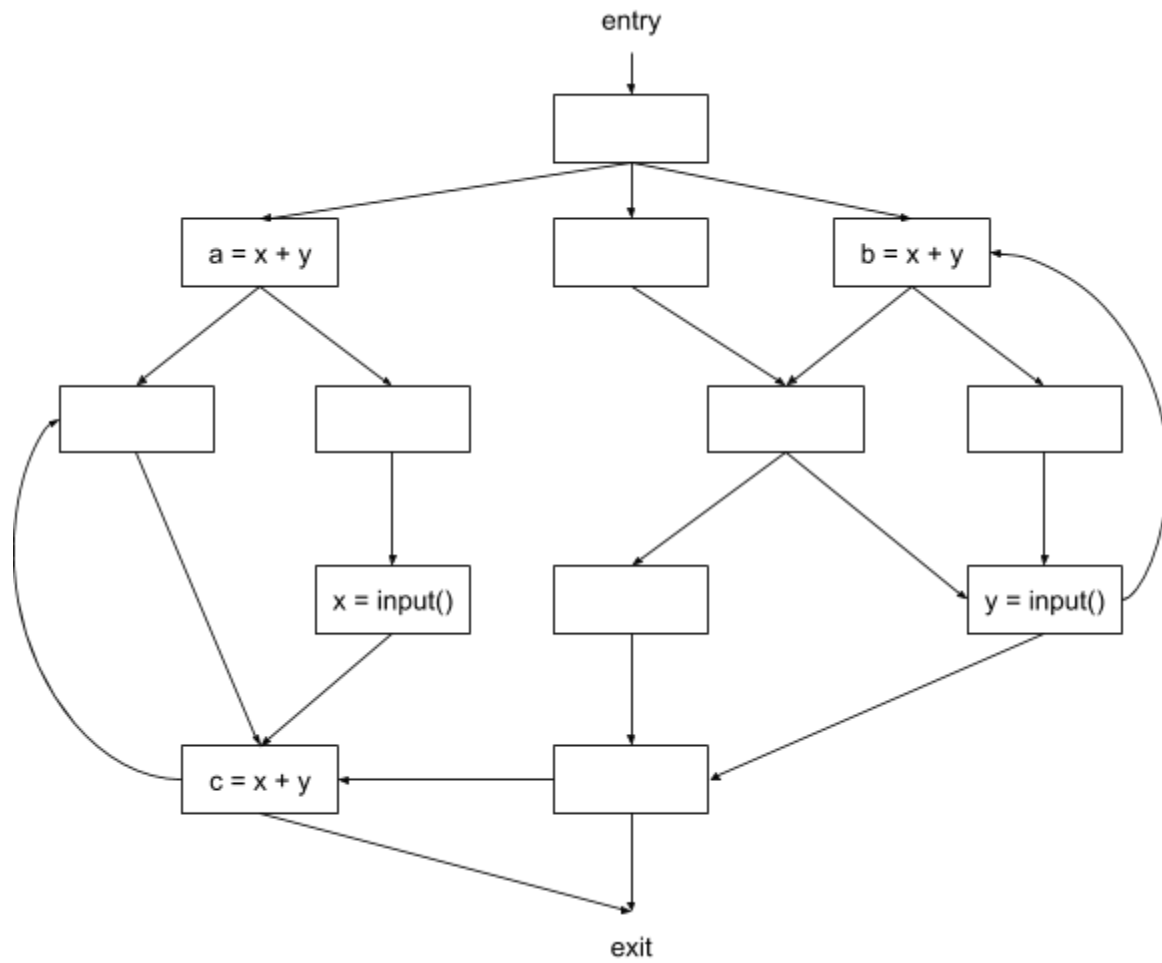 entry
a = x + y
b = x + y
x = input()
y = input()
c = x + y
exit